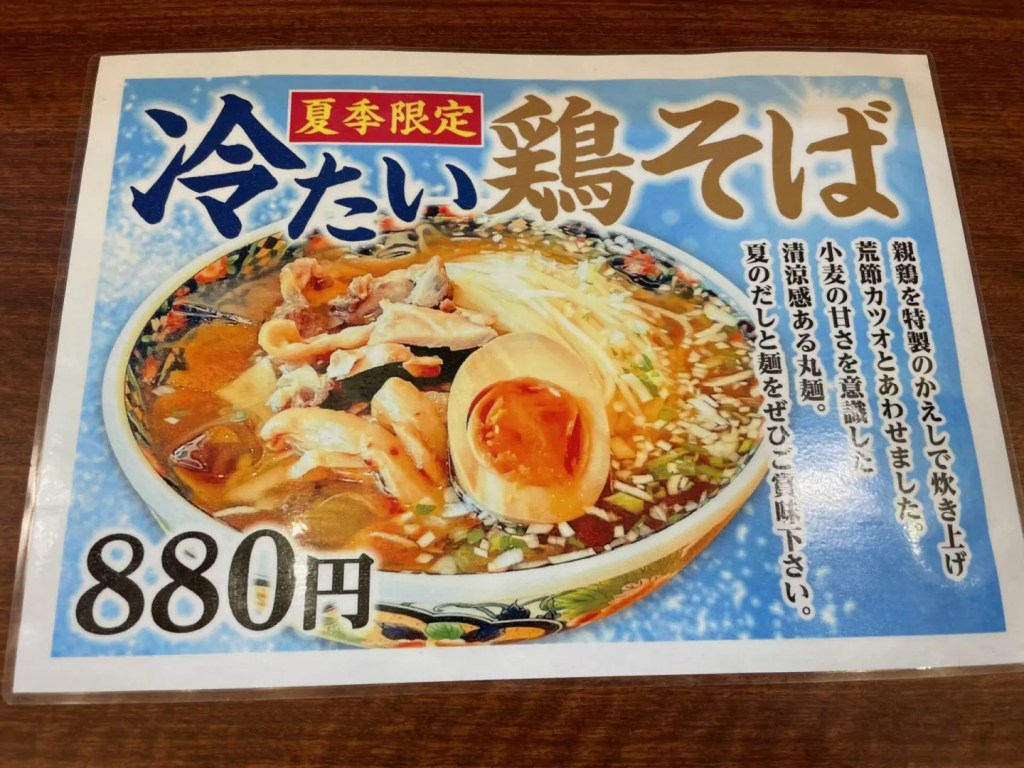 夏季限定
冷たい鶏そば
親鶏を特製のかえしで炊き上げ
荒節カツオとあわせました。
小麦の甘さを意識した
清涼感ある丸麺。
夏のだしと麺をぜひご賞味下さい。
880円